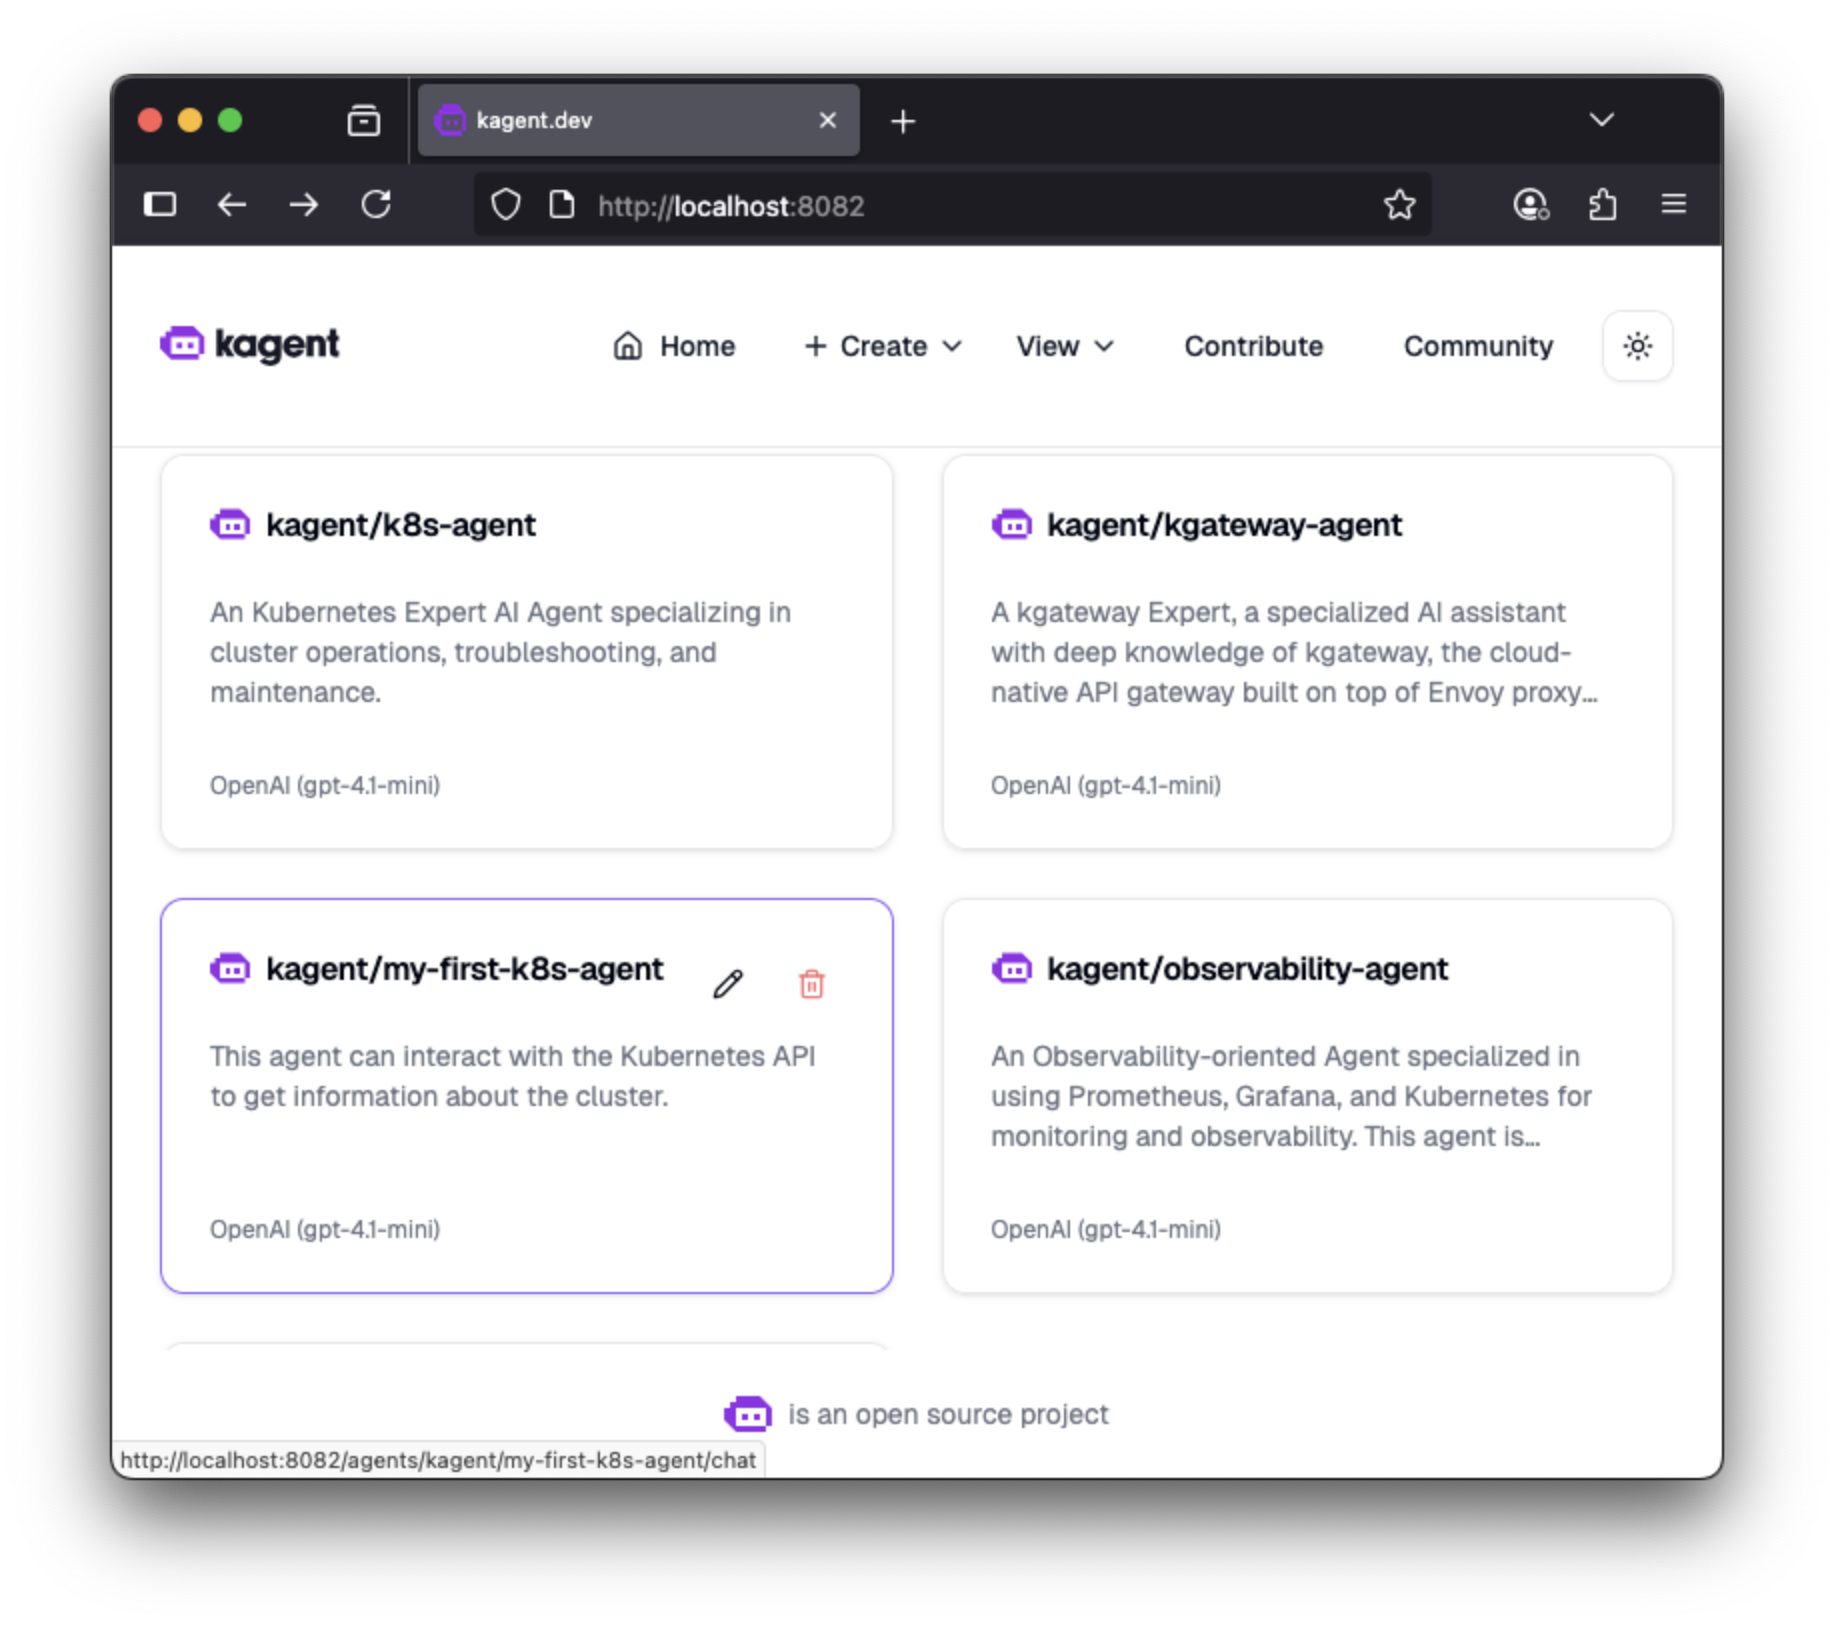 kagent.dev
http://localhost:8082
kagent
Home
Create
View
Contribute
Community
kagent/k8s-agent
An Kubernetes Expert AI Agent specializing in
cluster operations, troubleshooting, and
maintenance.
OpenAI (gpt-4.1-mini)
kagent/kgateway-agent
A kgateway Expert, a specialized AI assistant
with deep knowledge of kgateway, the cloud-
native API gateway built on top of Envoy proxy...
OpenAI (gpt-4.1-mini)
kagent/my-first-k8s-agent
This agent can interact with the Kubernetes API
to get information about the cluster.
OpenAI (gpt-4.1-mini)
kagent/observability-agent
An Observability-oriented Agent specialized in
using Prometheus, Grafana, and Kubernetes for
monitoring and observability. This agent is...
OpenAI (gpt-4.1-mini)
is an open source project
http://localhost:8082/agents/kagent/my-first-k8s-agent/chat